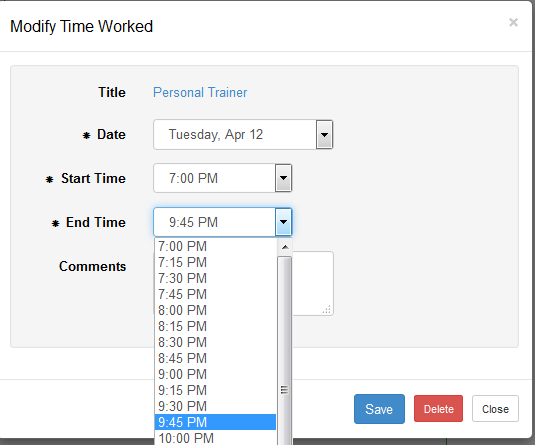 Modify Time Worked ×
Title Personal Trainer
* Date Tuesday, Apr 12
* Start Time 7:00 PM
* End Time 9:45 PM
Comments
7:00 PM
7:15 PM
7:30 PM
7:45 PM
8:00 PM
8:15 PM
8:30 PM
8:45 PM
9:00 PM
9:15 PM
9:30 PM
9:45 PM
10:00 PM
Save Delete Close